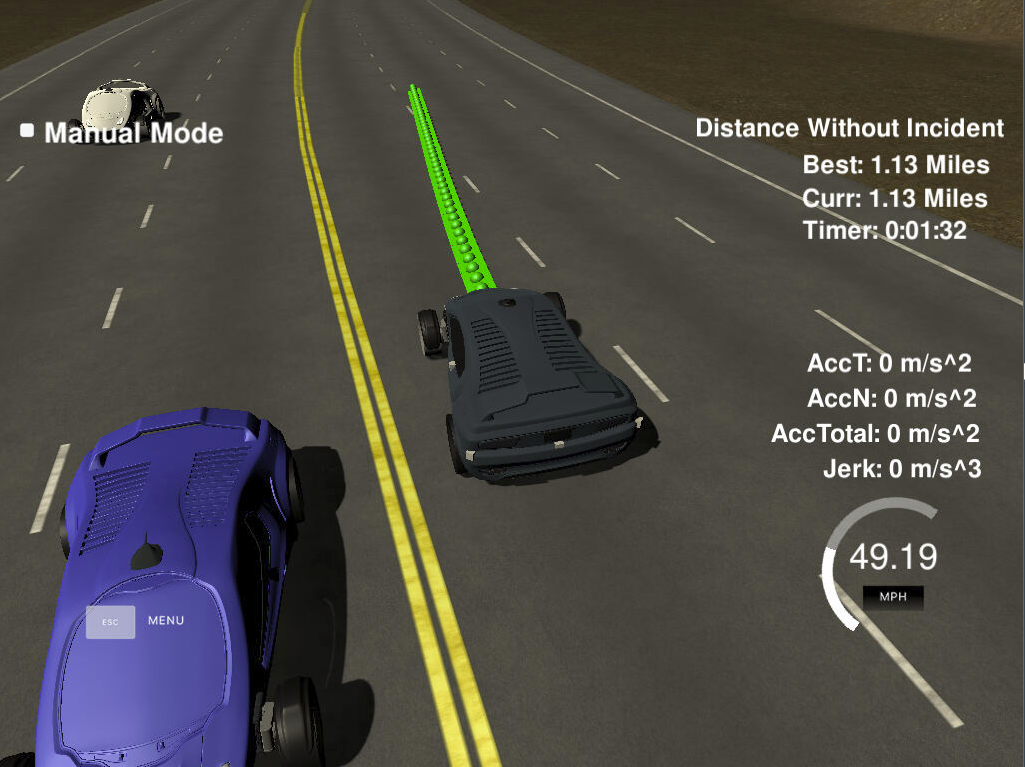 Manual Mode
Distance Without Incident
Best: 1.13 Miles
Curr: 1.13 Miles
Timer: 0:01:32
AccT: 0 m/s^2
AccN: 0 m/s^2
AccTotal: 0 m/s^2
Jerk: 0 m/s^3
49.19
MPH
ESC MENU